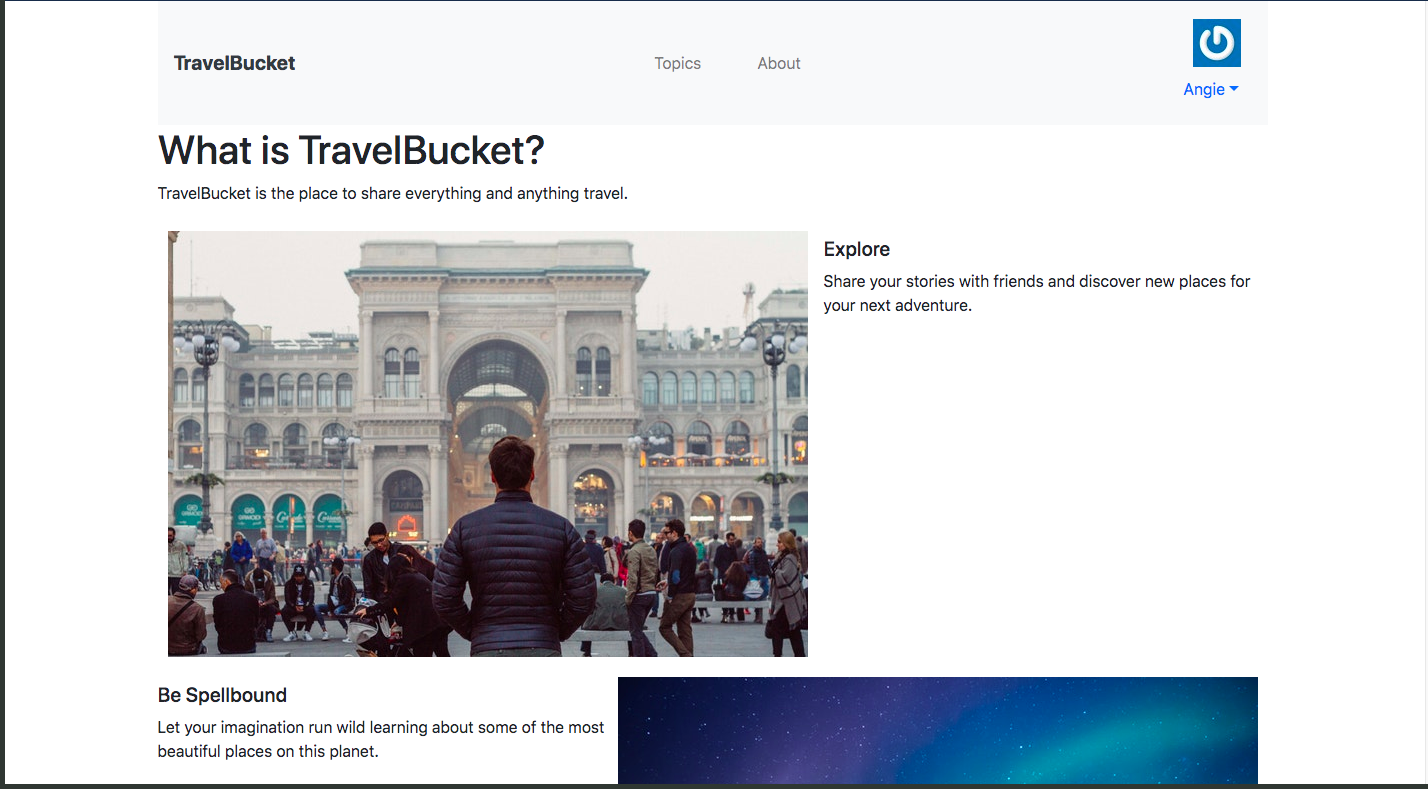 TravelBucket
Topics
About
Angie
What is TravelBucket?
TravelBucket is the place to share everything and anything travel.
Explore
Share your stories with friends and discover new places for
your next adventure.
Be Spellbound
Let your imagination run wild learning about some of the most
beautiful places on this planet.